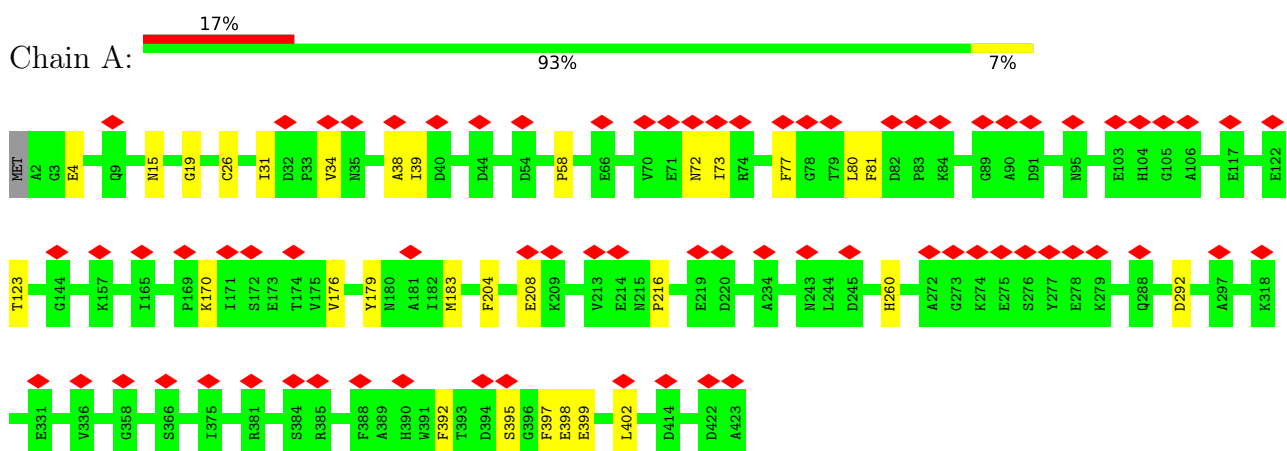 17%
Chain A:
93% 7%
MET A2 G3 E4 Q9 N15 G19 C26 I31 D32 P33 V34 N35 A38 I39 D40 D44 D54 P58 E66 V70 E71 N72 I73 R74 F77 G78 T79 L80 F81 D82 P83 K84 G89 A90 D91 N95 E103 H104 G105 A106 E117 E122
T123 G144 K157 I165 P169 K170 I171 S172 E173 T174 V175 V176 Y179 N180 A181 I182 M183 F204 E208 K209 V213 E214 N215 P216 E219 D220 A234 N243 L244 D245 H260 A272 G273 K274 E275 S276 Y277 E278 K279 Q288 D292 A297 K318
E331 V336 G358 S366 I375 R381 S384 R385 F388 A389 H390 W391 F392 T393 D394 S395 G396 F397 E398 E399 L402 D414 D422 A423